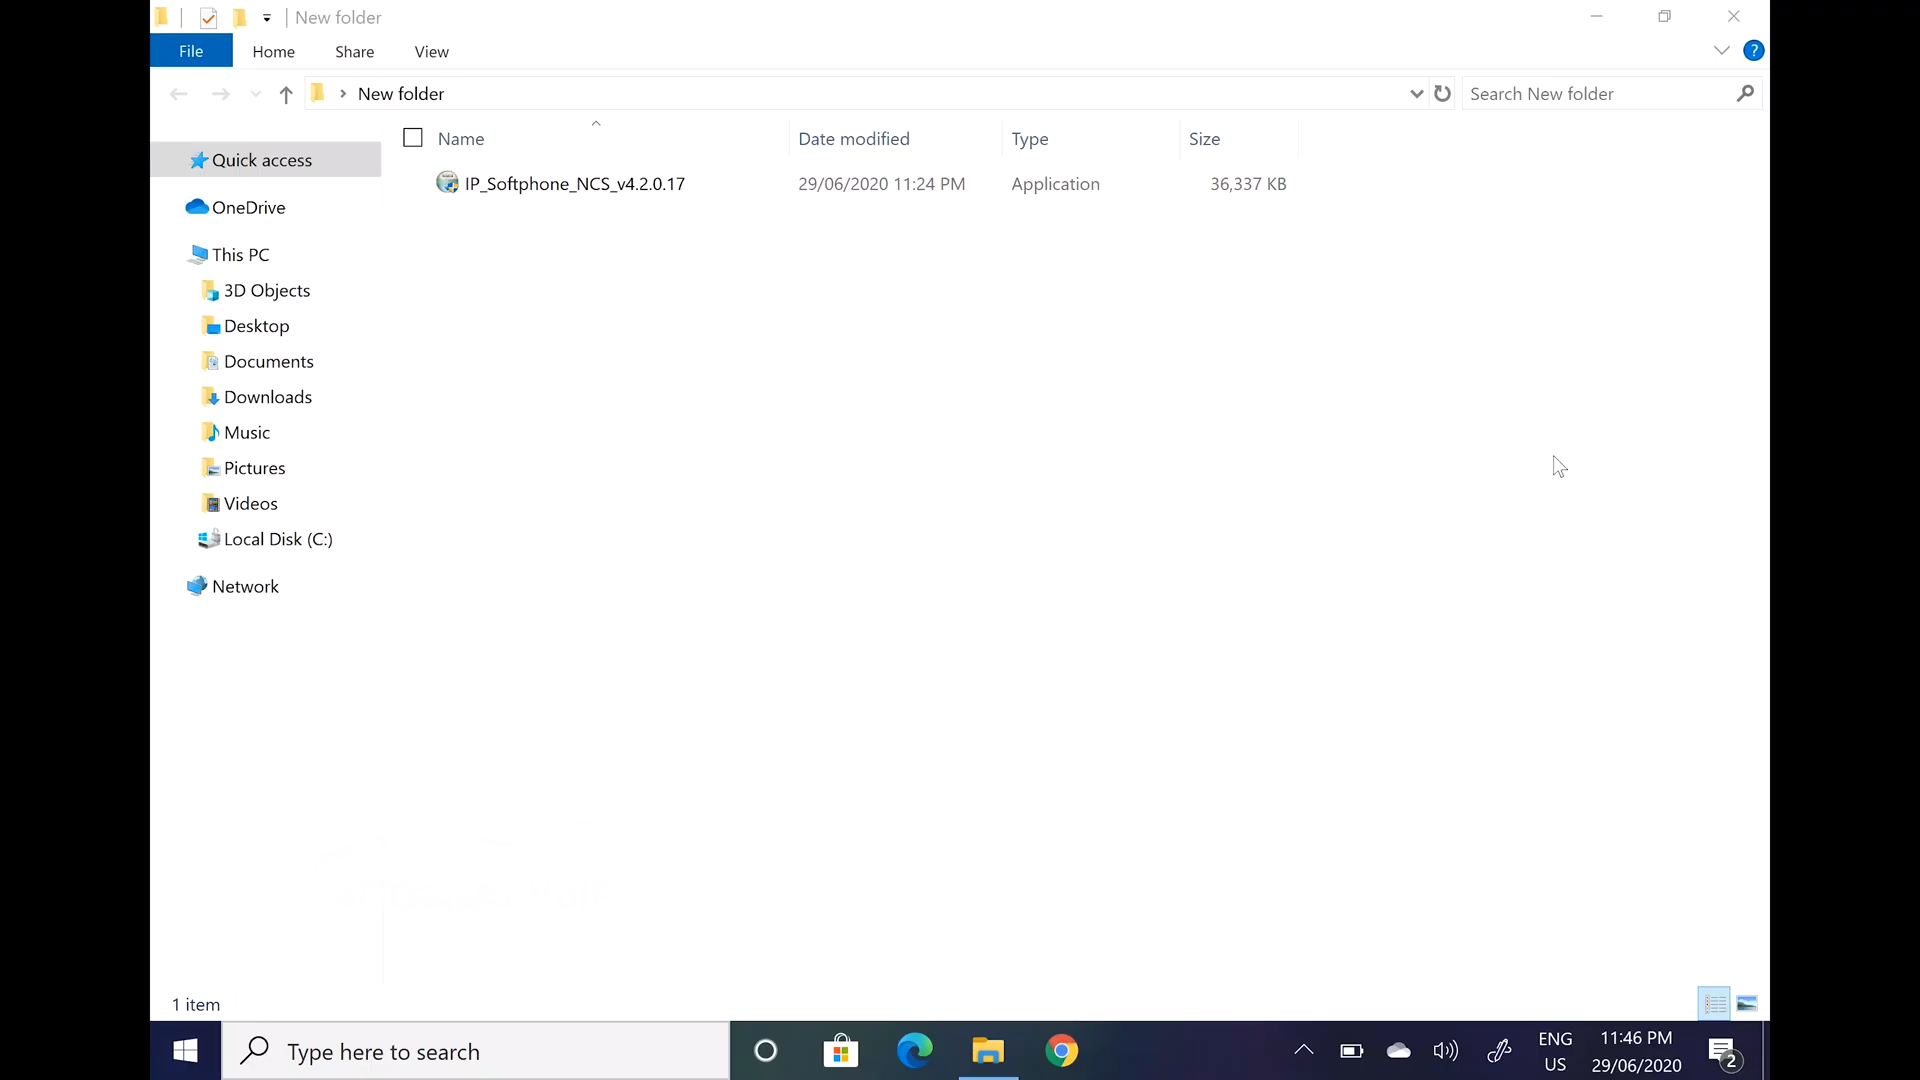 New folder
File Home Share View
New folder Search New folder
Name Date modified Type Size
IP_Softphone_NCS_v4.2.0.17 29/06/2020 11:24 PM Application 36,337 KB
Quick access
OneDrive
This PC
3D Objects
Desktop
Documents
Downloads
Music
Pictures
Videos
Local Disk (C:)
Network
1 item
Type here to search
ENG
US
11:46 PM
29/06/2020
2